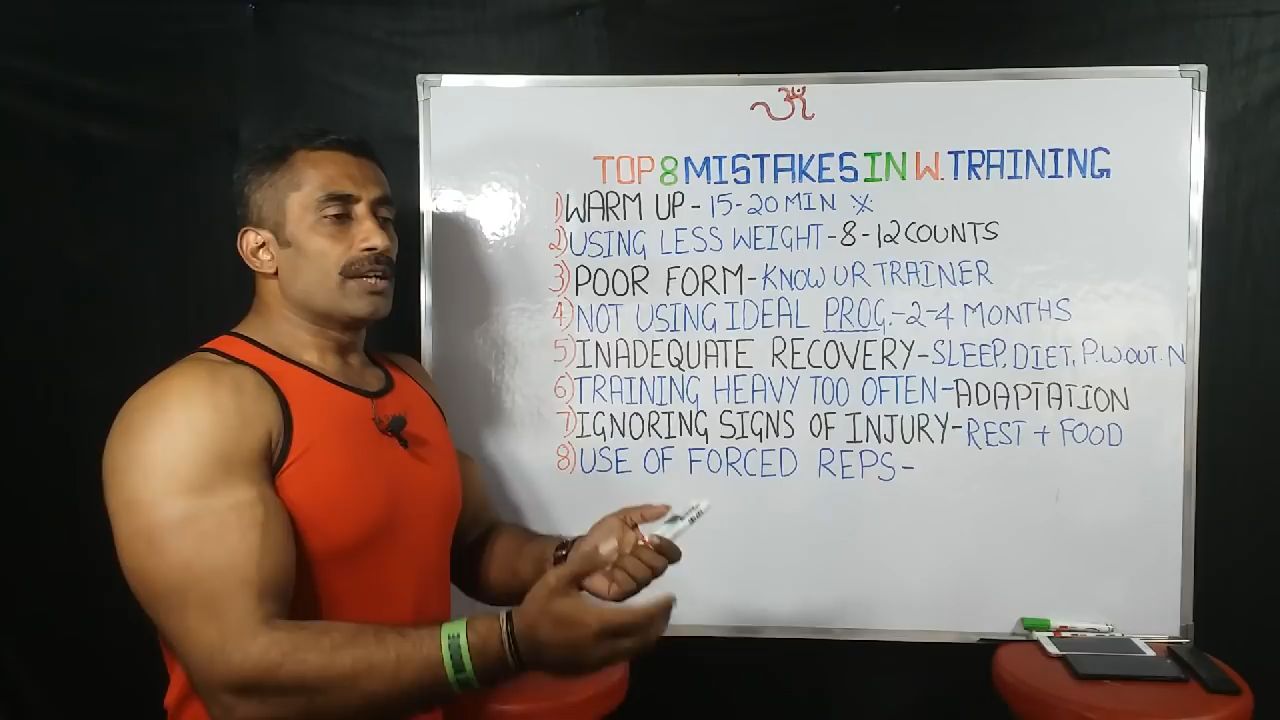 ॐ
TOP 8 MISTAKES IN W. TRAINING
1) WARM UP - 15-20 MIN ※
2) USING LESS WEIGHT - 8-12 COUNTS
3) POOR FORM - KNOW UR TRAINER
4) NOT USING IDEAL PROG. - 2-4 MONTHS
5) INADEQUATE RECOVERY - SLEEP, DIET, P.W OUT. N
6) TRAINING HEAVY TOO OFTEN - ADAPTATION
7) IGNORING SIGNS OF INJURY - REST + FOOD
8) USE OF FORCED REPS -